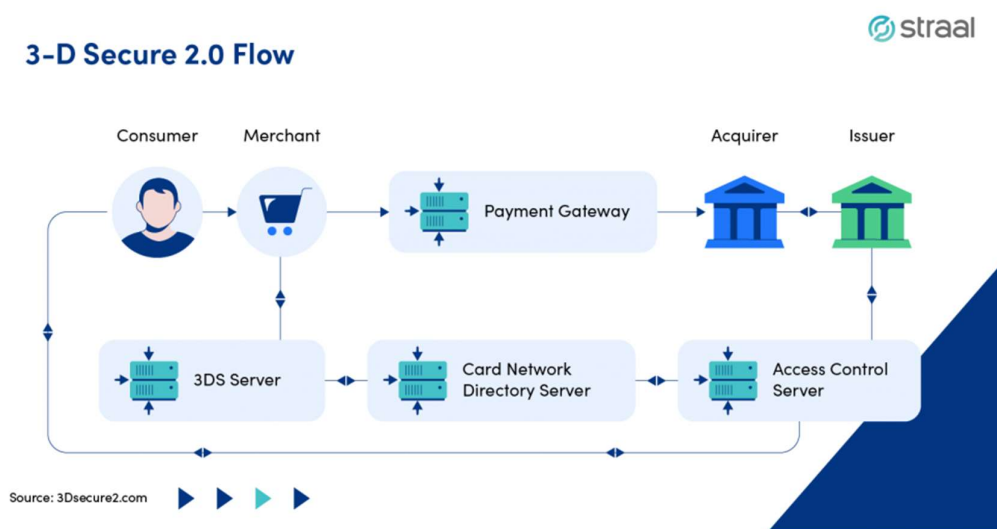 straal
3-D Secure 2.0 Flow
Consumer
Merchant
Acquirer
Issuer
Payment Gateway
3DS Server
Card Network
Directory Server
Access Control
Server
Source: 3Dsecure2.com